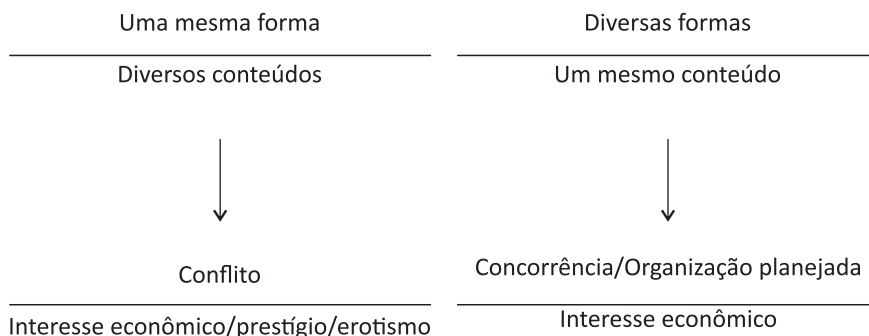 Uma mesma forma
Diversos conteúdos
Conflito
Interesse econômico/prestígio/erotismo
Diversas formas
Um mesmo conteúdo
Concorrência/Organização planejada
Interesse econômico